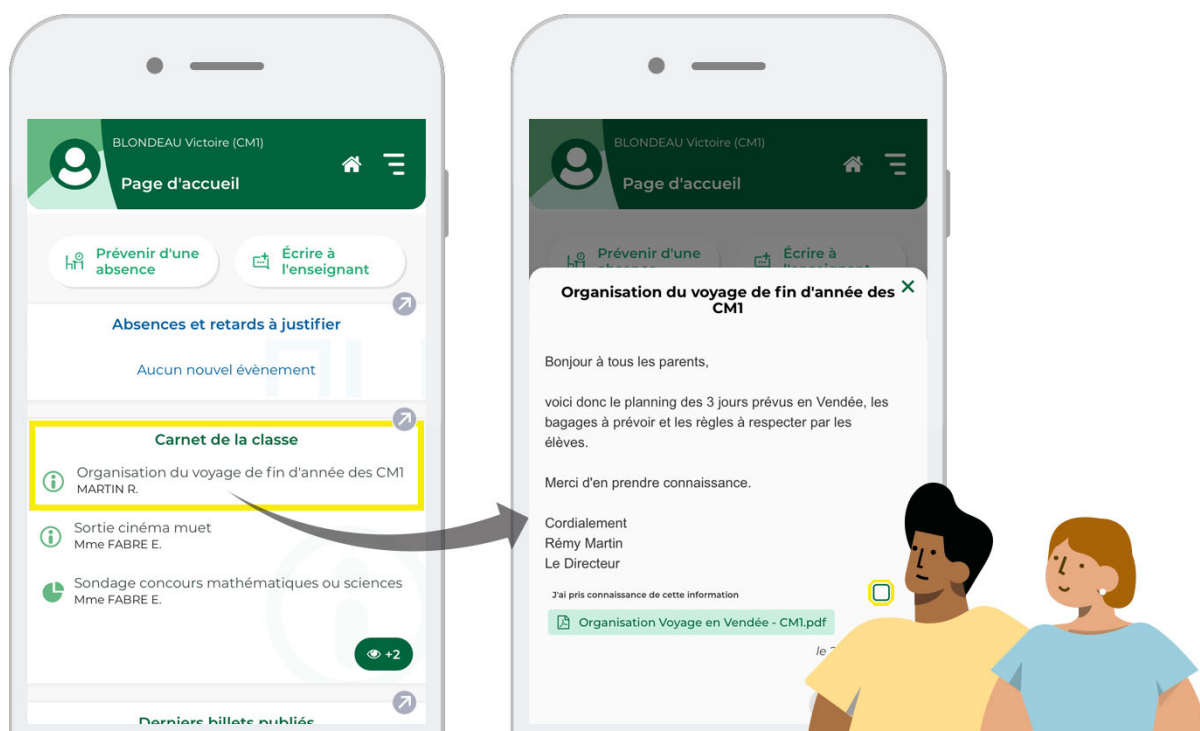 BLONDEAU Victoire (CM1)
Page d'accueil
Prévenir d'une
absence
Écrire à
l'enseignant
Absences et retards à justifier
Aucun nouvel évènement
Carnet de la classe
Organisation du voyage de fin d'année des CM1
MARTIN R.
Sortie cinéma muet
Mme FABRE E.
Sondage concours mathématiques ou sciences
Mme FABRE E.
+2
Derniers billets publiés
BLONDEAU Victoire (CM1)
Page d'accueil
Prévenir d'une
absence
Écrire à
l'enseignant
Organisation du voyage de fin d'année des
CM1
Bonjour à tous les parents,
voici donc le planning des 3 jours prévus en Vendée, les
bagages à prévoir et les règles à respecter par les
élèves.
Merci d'en prendre connaissance.
Cordialement
Rémy Martin
Le Directeur
J'ai pris connaissance de cette information
Organisation Voyage en Vendée - CM1.pdf
le